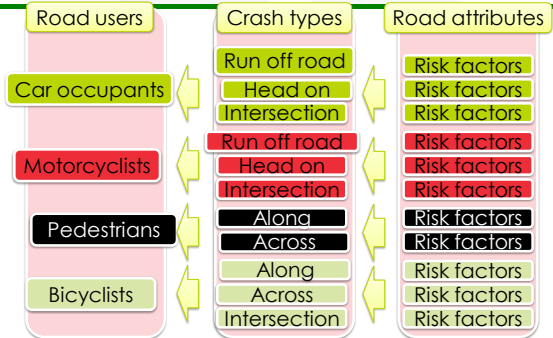 Road users
Crash types
Road attributes
Car occupants
Run off road
Head on
Intersection
Risk factors
Risk factors
Risk factors
Motorcyclists
Run off road
Head on
Intersection
Risk factors
Risk factors
Risk factors
Pedestrians
Along
Across
Risk factors
Risk factors
Bicyclists
Along
Across
Intersection
Risk factors
Risk factors
Risk factors